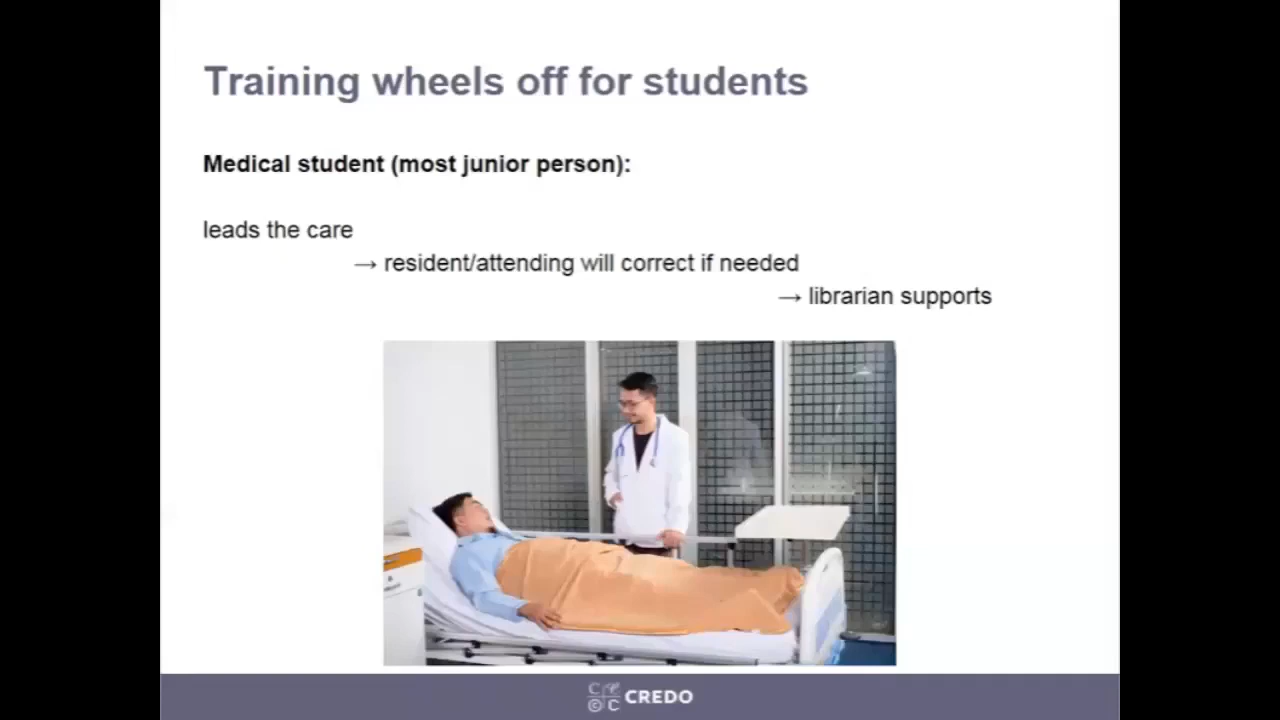 Training wheels off for students
Medical student (most junior person):
leads the care
→ resident/attending will correct if needed
→ librarian supports
CREDO